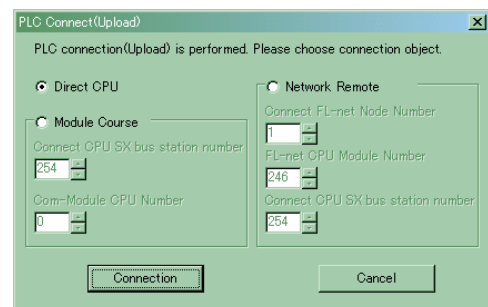 PLC Connect(Upload)
PLC connection(Upload) is performed. Please choose connection object.
Direct CPU
Module Course
Connect CPU SX bus station number
254
Com-Module CPU Number
0
Network Remote
Connect FL-net Node Number
1
FL-net CPU Module Number
246
Connect CPU SX bus station number
254
Connection
Cancel